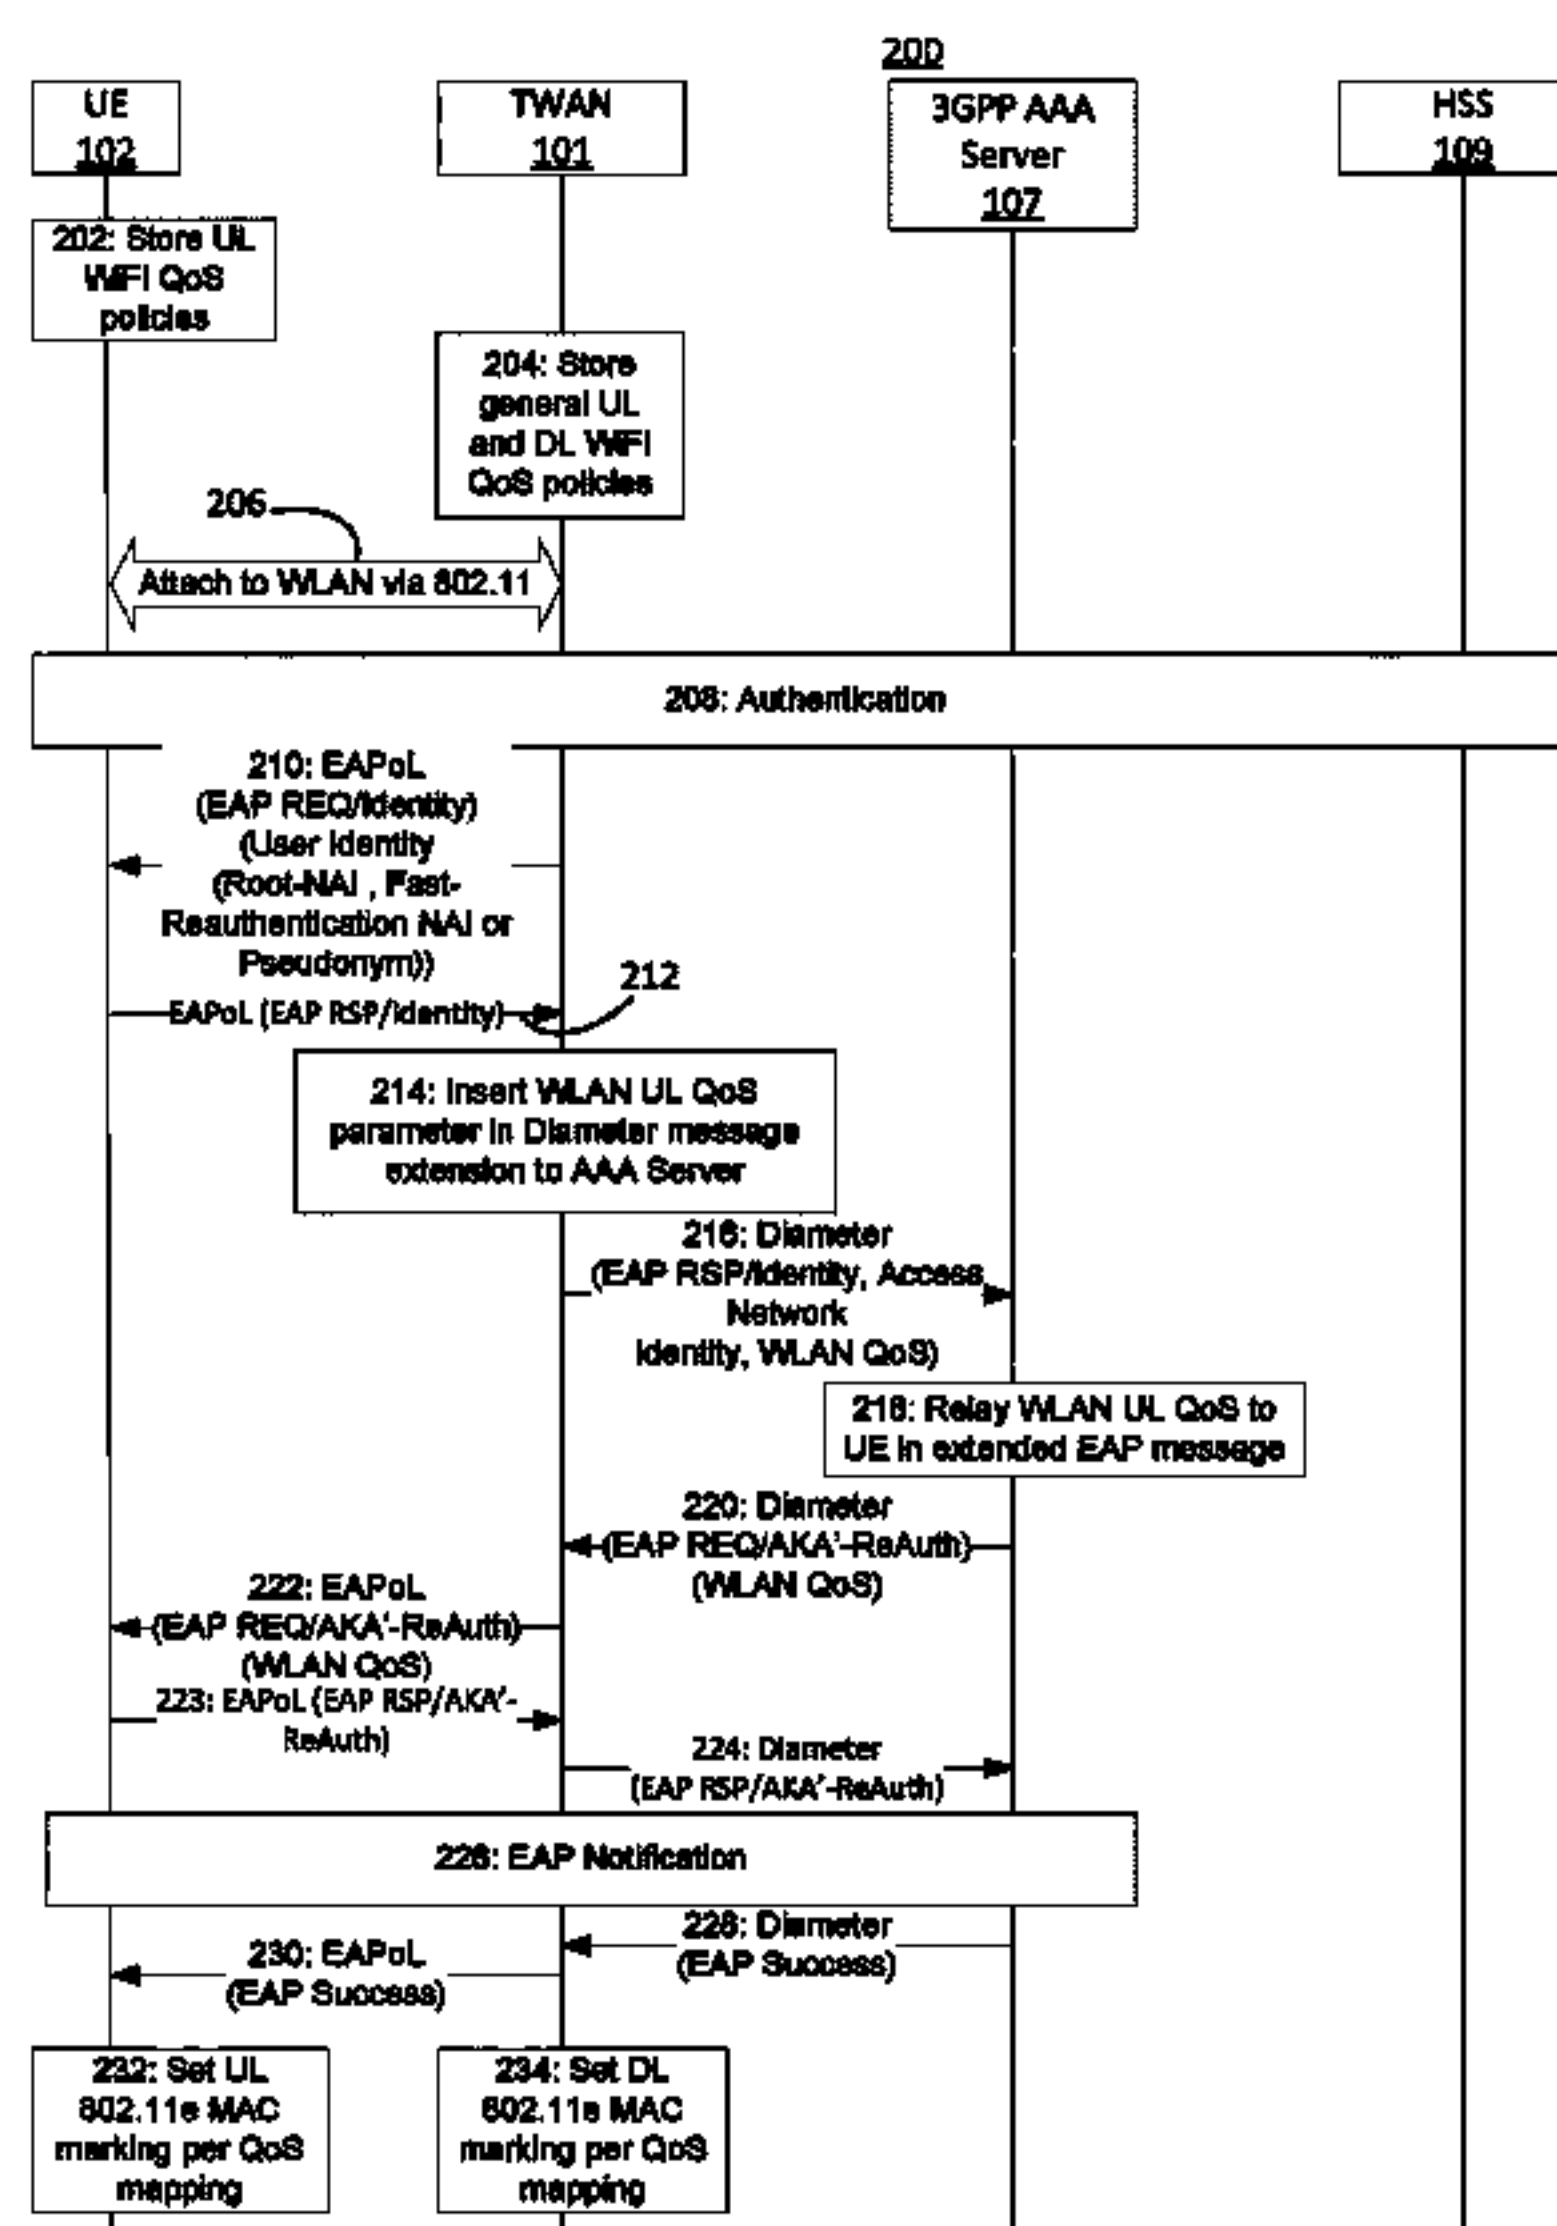 200
UE
102
TWAN
101
3GPP AAA
Server
107
HSS
109
202: Store UL
WiFi QoS
policies
204: Store
general UL
and DL WiFi
QoS policies
206
Attach to WLAN via 802.11
208: Authentication
210: EAPoL
(EAP REQ/Identity)
(User Identity
(Root-NAI , Fast-
Reauthentication NAI or
Pseudonym))
212
EAPoL (EAP RSP/Identity)
214: Insert WLAN UL QoS
parameter in Diameter message
extension to AAA Server
216: Diameter
(EAP RSP/Identity, Access
Network
Identity, WLAN QoS)
218: Relay WLAN UL QoS to
UE in extended EAP message
220: Diameter
(EAP REQ/AKA'-ReAuth)
(WLAN QoS)
222: EAPoL
(EAP REQ/AKA'-ReAuth)
(WLAN QoS)
223: EAPoL (EAP RSP/AKA'-
ReAuth)
224: Diameter
(EAP RSP/AKA'-ReAuth)
226: EAP Notification
228: Diameter
(EAP Success)
230: EAPoL
(EAP Success)
232: Set UL
802.11e MAC
marking per QoS
mapping
234: Set DL
802.11e MAC
marking per QoS
mapping